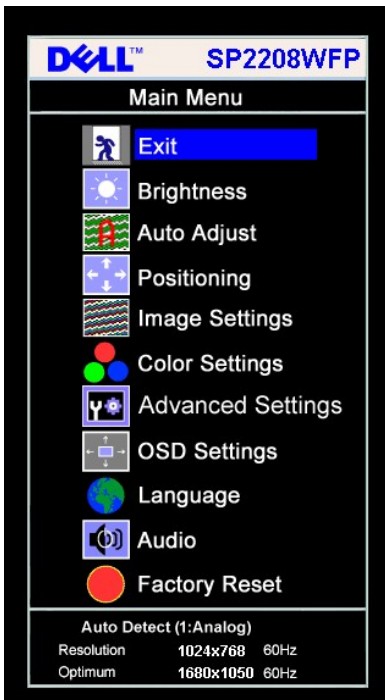 DELL™ SP2208WFP
Main Menu
Exit
Brightness
Auto Adjust
Positioning
Image Settings
Color Settings
Advanced Settings
OSD Settings
Language
Audio
Factory Reset
Auto Detect (1:Analog)
Resolution 1024x768 60Hz
Optimum 1680x1050 60Hz